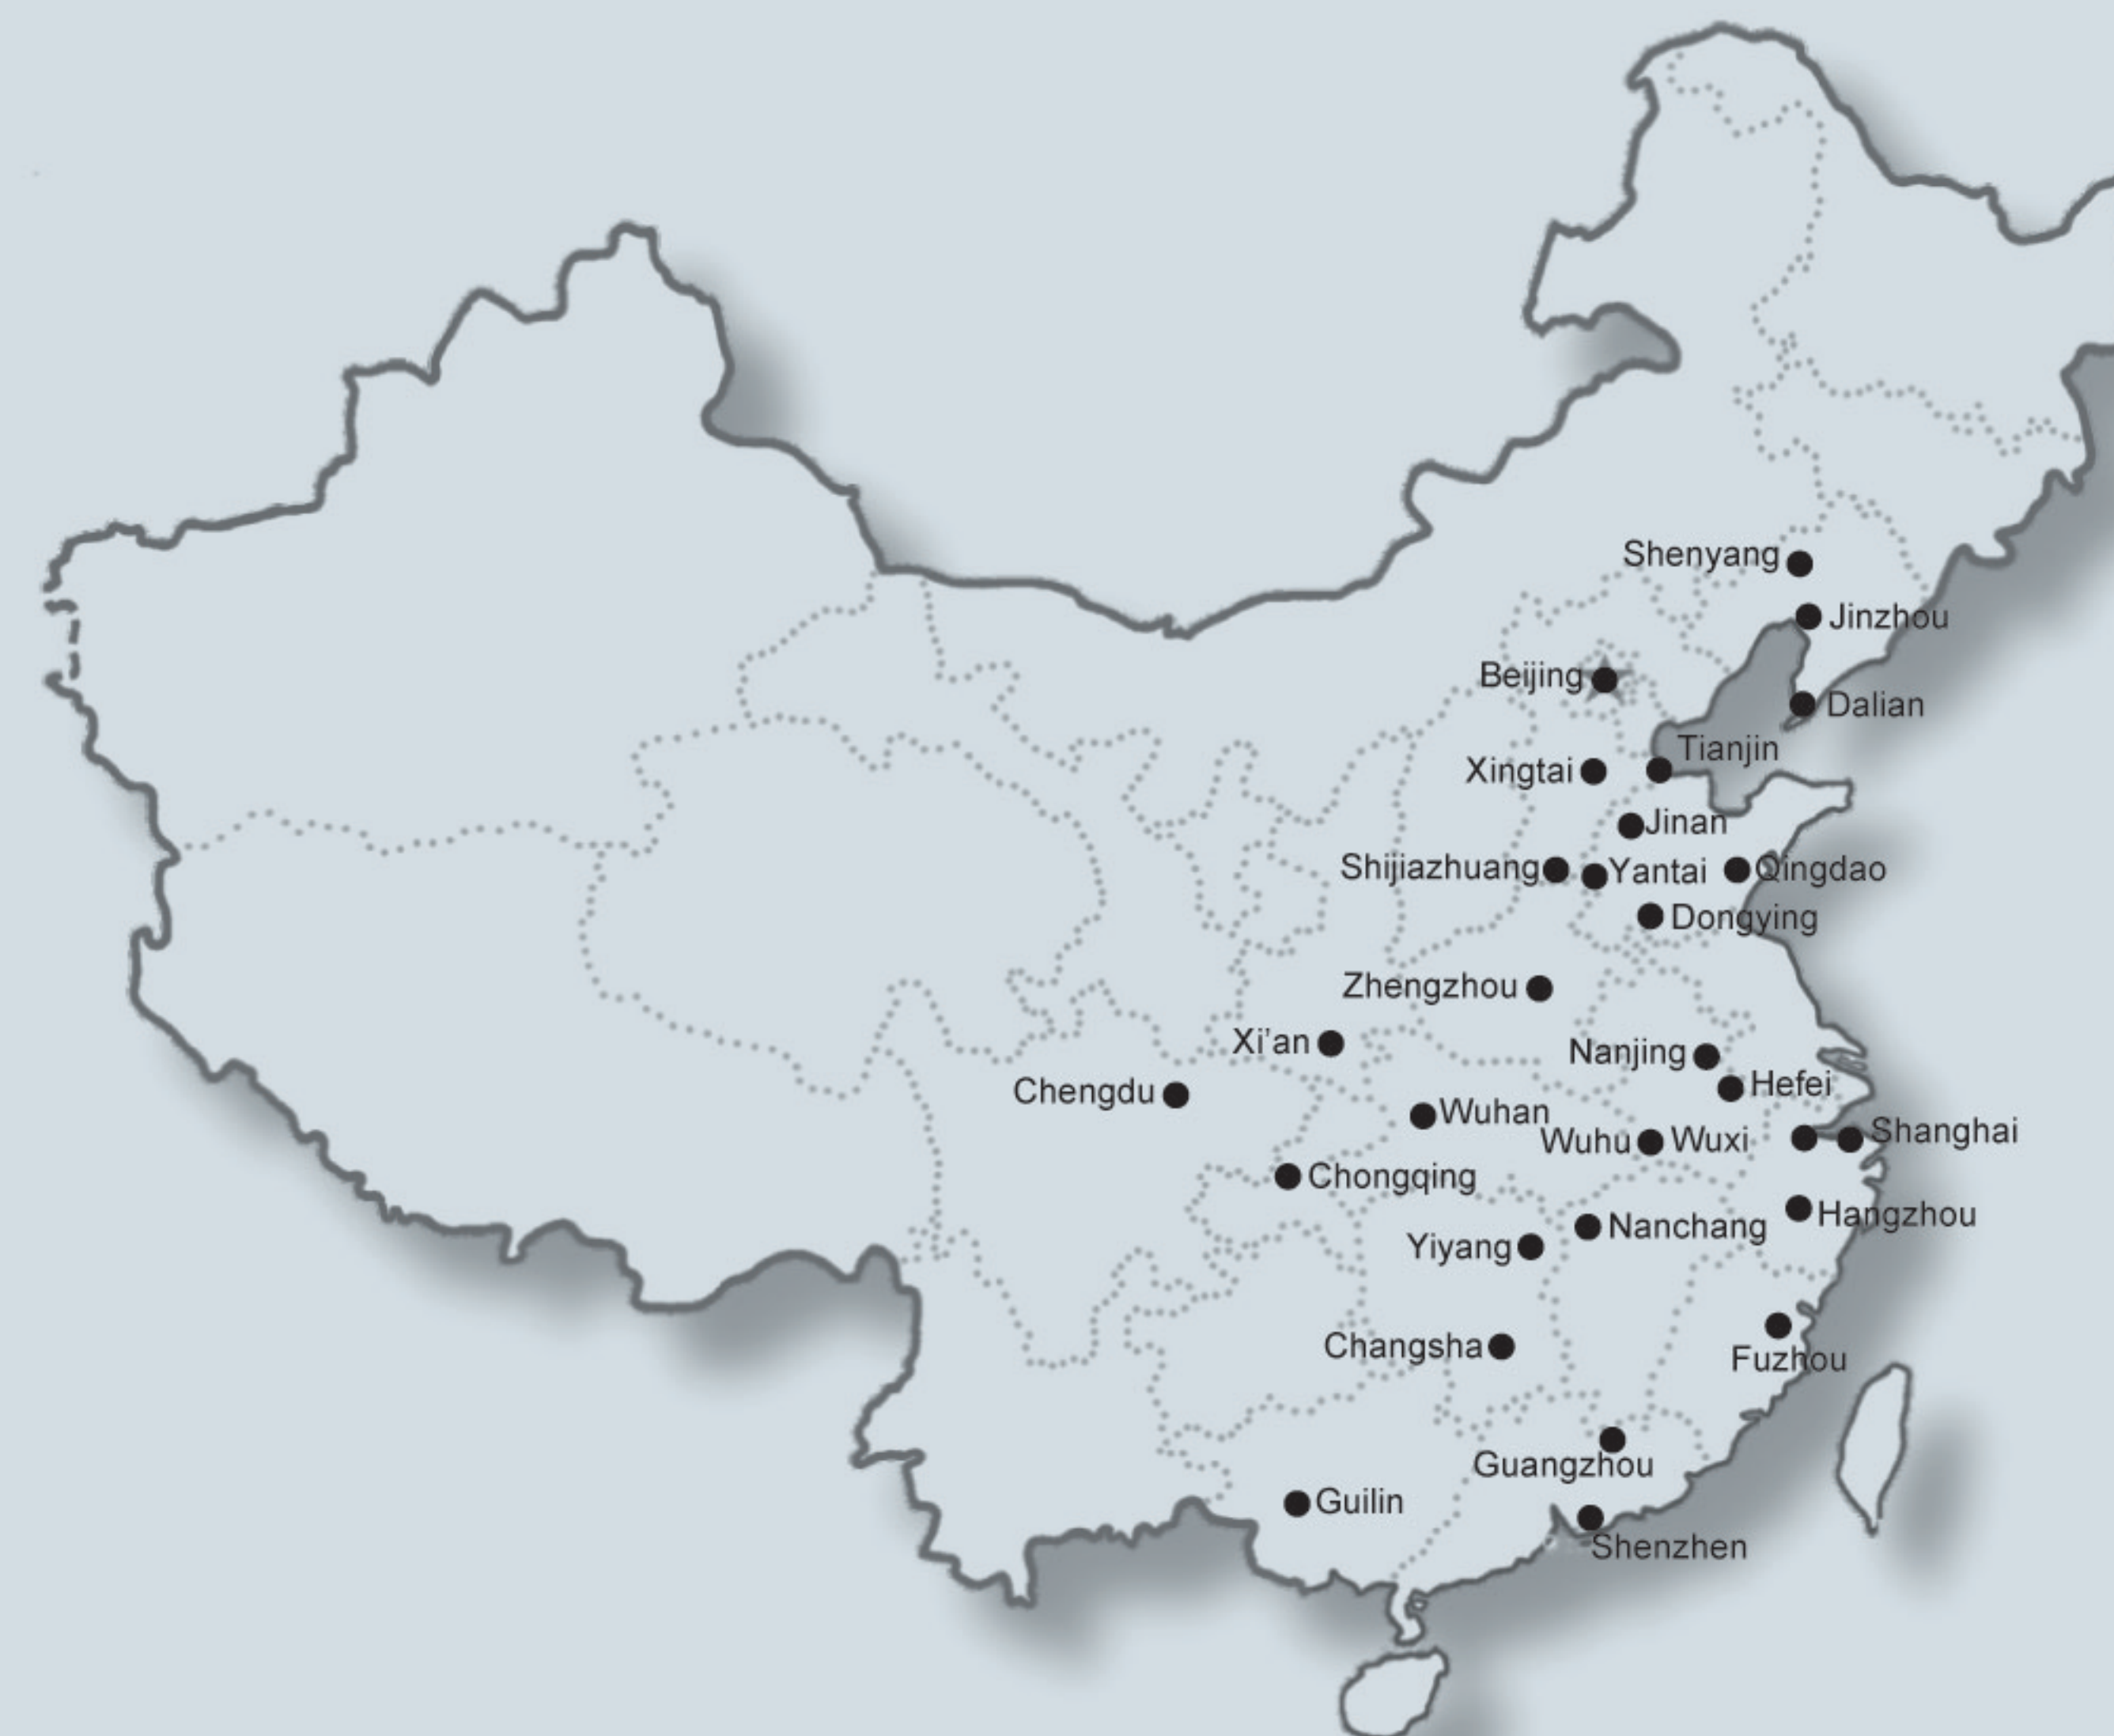 Shenyang
Jinzhou
Beijing
Dalian
Tianjin
Xingtai
Jinan
Shijiazhuang
Yantai
Qingdao
Dongying
Zhengzhou
Xi'an
Nanjing
Hefei
Chengdu
Wuhan
Wuhu
Wuxi
Shanghai
Chongqing
Hangzhou
Nanchang
Yiyang
Changsha
Fuzhou
Guangzhou
Guilin
Shenzhen